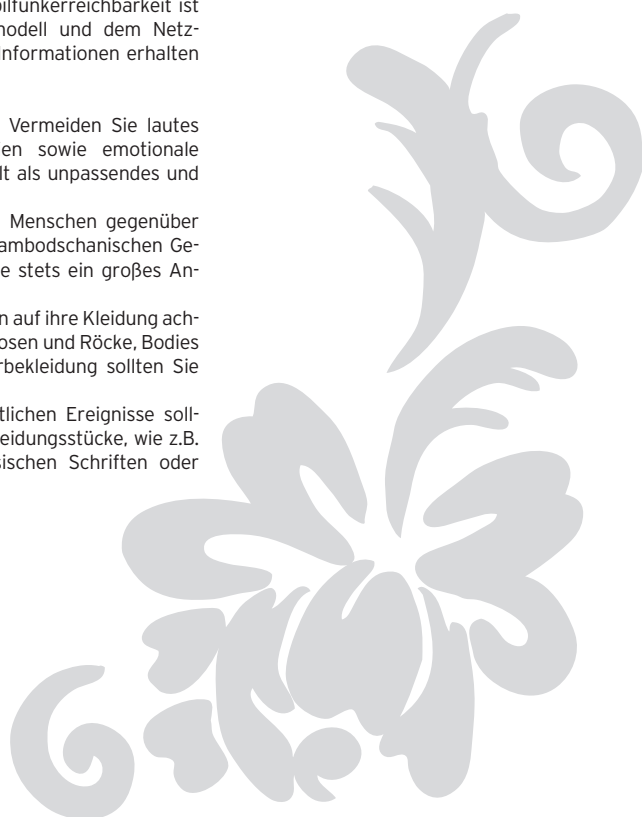 bilfunkerreichbarkeit ist
modell und dem Netz-
Informationen erhalten
Vermeiden Sie lautes
en sowie emotionale
lt als unpassendes und
Menschen gegenüber
kambodschanischen Ge-
e stets ein großes An-
n auf ihre Kleidung ach-
osen und Röcke, Bodies
rbekleidung sollten Sie
tlichen Ereignisse soll-
eidungsstücke, wie z.B.
sischen Schriften oder